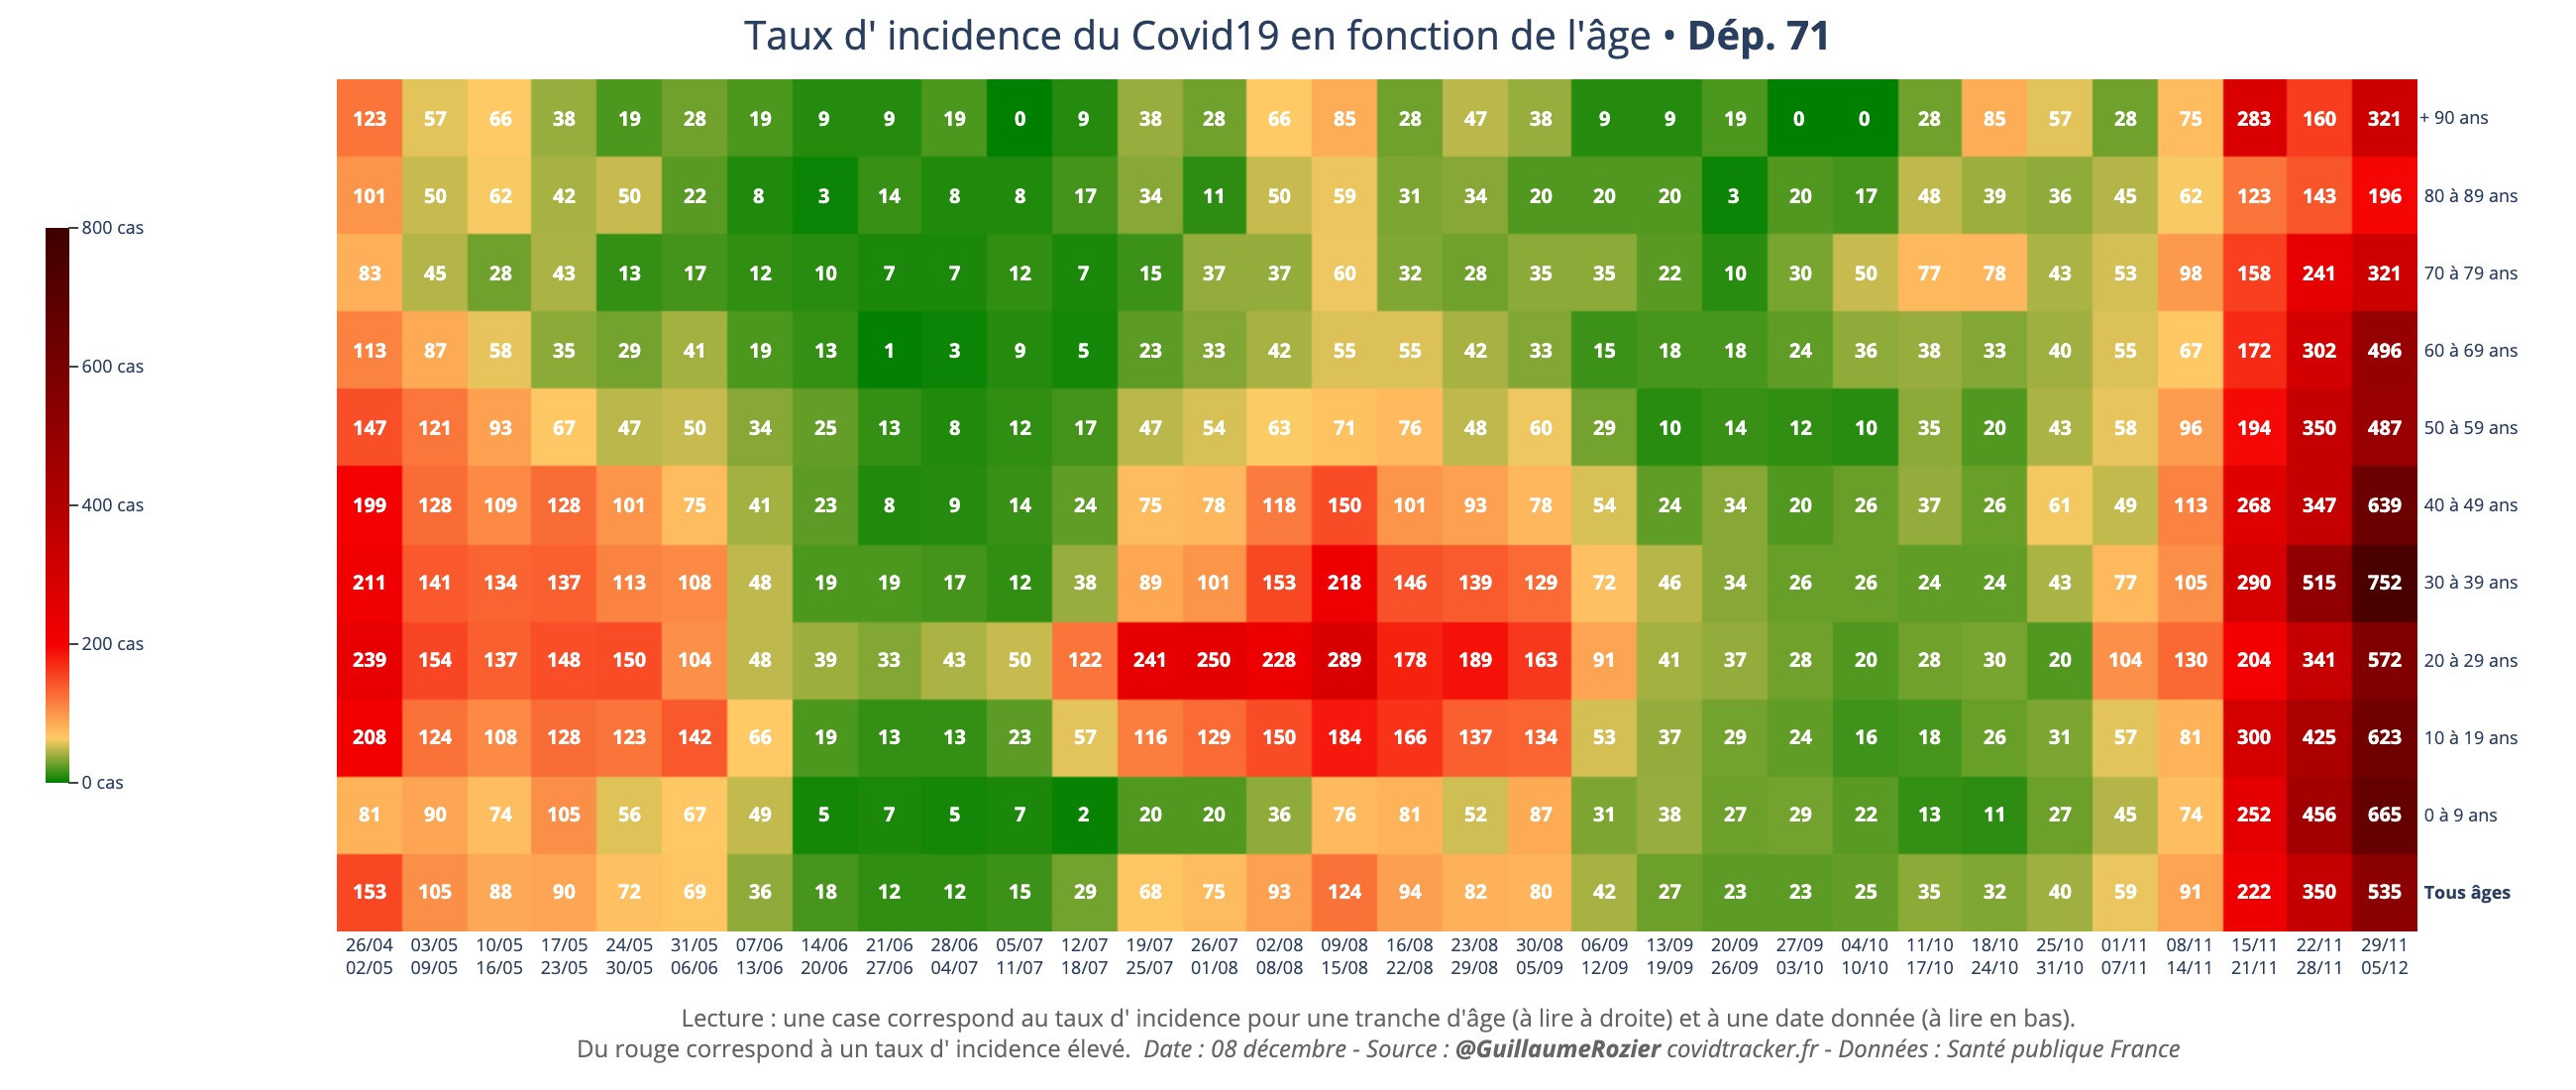 Taux d' incidence du Covid19 en fonction de l'âge • Dép. 71
800 cas
600 cas
400 cas
200 cas
0 cas
123 57 66 38 19 28 19 9 9 19 0 9 38 28 66 85 28 47 38 9 9 19 0 0 28 85 57 28 75 283 160 321 + 90 ans
101 50 62 42 50 22 8 3 14 8 8 17 34 11 50 59 31 34 20 20 20 3 20 17 48 39 36 45 62 123 143 196 80 à 89 ans
83 45 28 43 13 17 12 10 7 7 12 7 15 37 37 60 32 28 35 35 22 10 30 50 77 78 43 53 98 158 241 321 70 à 79 ans
113 87 58 35 29 41 19 13 1 3 9 5 23 33 42 55 55 42 33 15 18 18 24 36 38 33 40 55 67 172 302 496 60 à 69 ans
147 121 93 67 47 50 34 25 13 8 12 17 47 54 63 71 76 48 60 29 10 14 12 10 35 20 43 58 96 194 350 487 50 à 59 ans
199 128 109 128 101 75 41 23 8 9 14 24 75 78 118 150 101 93 78 54 24 34 20 26 37 26 61 49 113 268 347 639 40 à 49 ans
211 141 134 137 113 108 48 19 19 17 12 38 89 101 153 218 146 139 129 72 46 34 26 26 24 24 43 77 105 290 515 752 30 à 39 ans
239 154 137 148 150 104 48 39 33 43 50 122 241 250 228 289 178 189 163 91 41 37 28 20 28 30 20 104 130 204 341 572 20 à 29 ans
208 124 108 128 123 142 66 19 13 13 23 57 116 129 150 184 166 137 134 53 37 29 24 16 18 26 31 57 81 300 425 623 10 à 19 ans
81 90 74 105 56 67 49 5 7 5 7 2 20 20 36 76 81 52 87 31 38 27 29 22 13 11 27 45 74 252 456 665 0 à 9 ans
153 105 88 90 72 69 36 18 12 12 15 29 68 75 93 124 94 82 80 42 27 23 23 25 35 32 40 59 91 222 350 535 Tous âges
26/04 03/05 10/05 17/05 24/05 31/05 07/06 14/06 21/06 28/06 05/07 12/07 19/07 26/07 02/08 09/08 16/08 23/08 30/08 06/09 13/09 20/09 27/09 04/10 11/10 18/10 25/10 01/11 08/11 15/11 22/11 29/11
02/05 09/05 16/05 23/05 30/05 06/06 13/06 20/06 27/06 04/07 11/07 18/07 25/07 01/08 08/08 15/08 22/08 29/08 05/09 12/09 19/09 26/09 03/10 10/10 17/10 24/10 31/10 07/11 14/11 21/11 28/11 05/12
Lecture : une case correspond au taux d' incidence pour une tranche d'âge (à lire à droite) et à une date donnée (à lire en bas).
Du rouge correspond à un taux d' incidence élevé. Date : 08 décembre - Source : @GuillaumeRozier covidtracker.fr - Données : Santé publique France